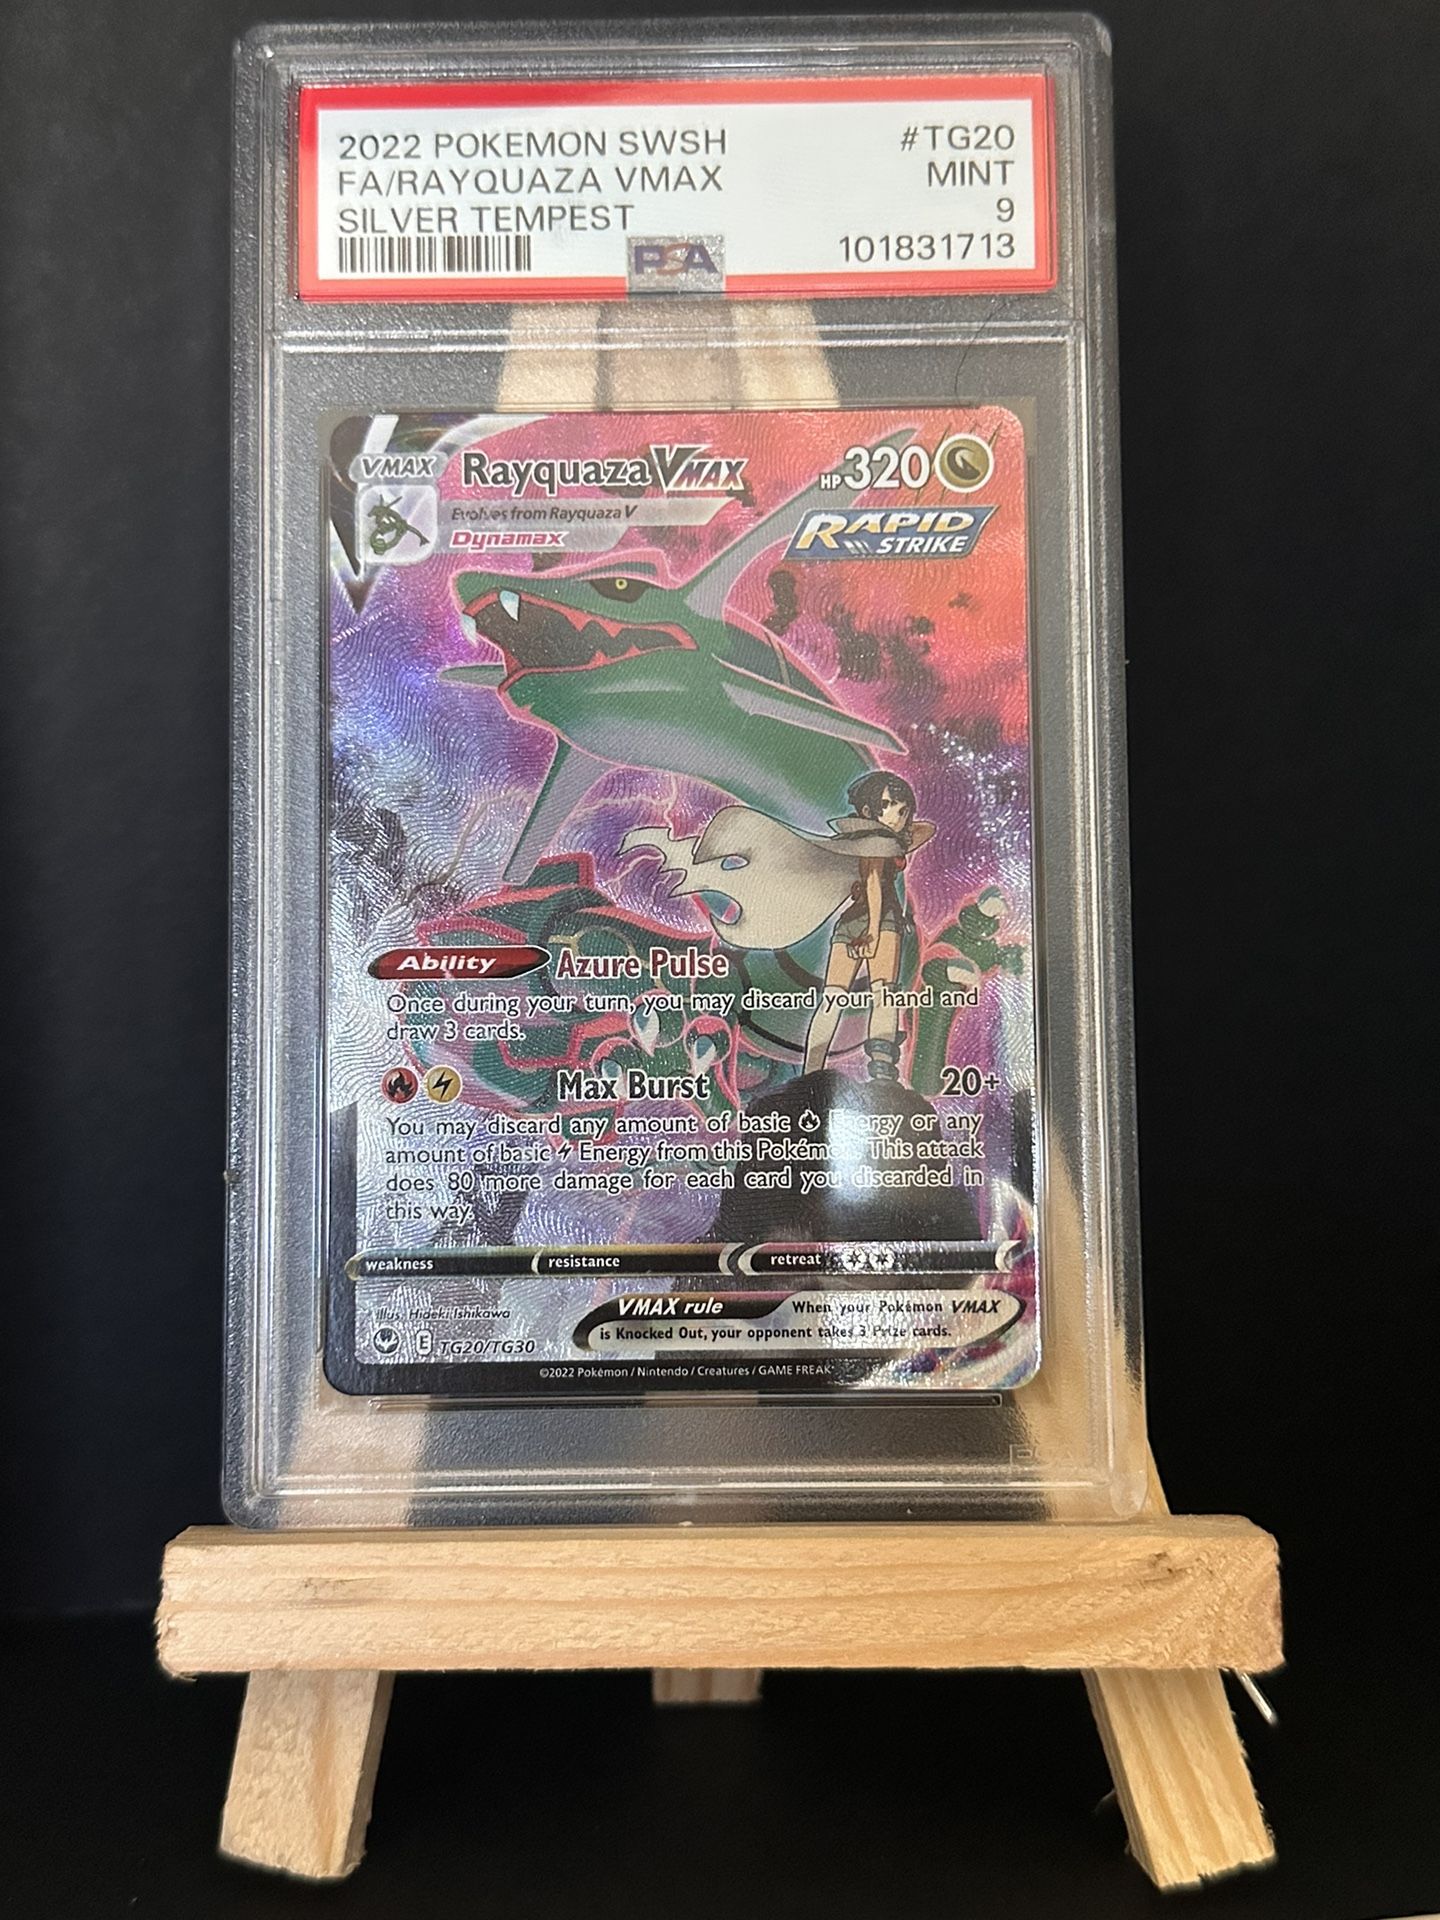 2022 POKEMON SWSH #TG20
FA/RAYQUAZA VMAX MINT
SILVER TEMPEST 9
PSA 101831713
VMAX Rayquaza VMAX HP 320
Evolves from Rayquaza V
Dynamax
RAPID
STRIKE
Ability Azure Pulse
Once during your turn, you may discard your hand and
draw 3 cards.
Max Burst 20+
You may discard any amount of basic Energy or any
amount of basic Energy from this Pokémon. This attack
does 80 more damage for each card you discarded in
this way.
weakness resistance retreat
illus. Hideki Ishikawa
VMAX rule When your Pokémon VMAX
is Knocked Out, your opponent takes 3 Prize cards.
E TG20/TG30
©2022 Pokémon / Nintendo / Creatures / GAME FREAK